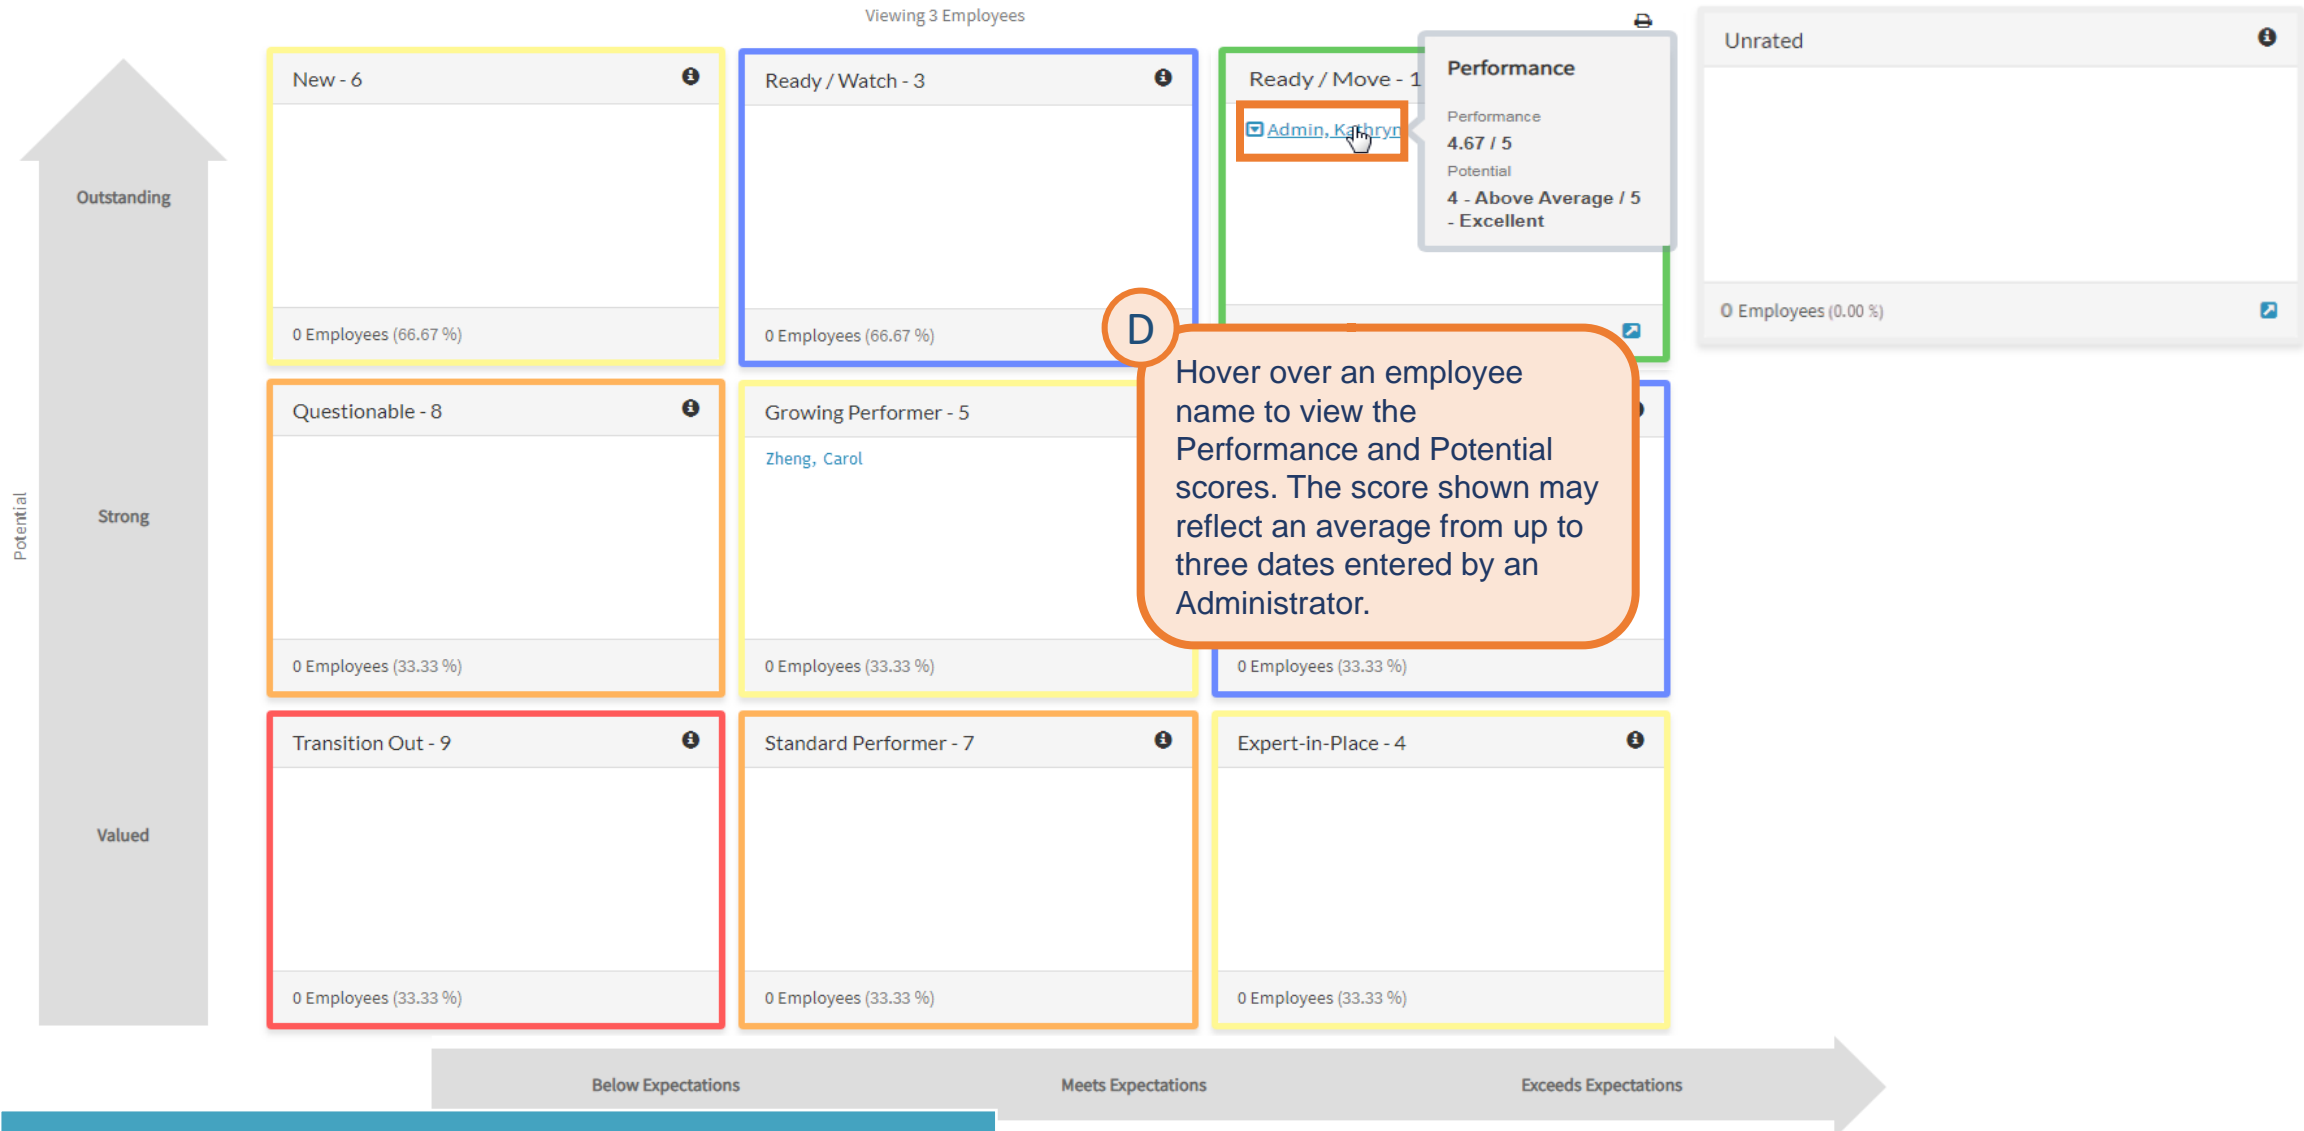 Viewing 3 Employees
New - 6
Ready / Watch - 3
Ready / Move - 1
Admin, Kathryn
Performance
Performance
4.67 / 5
Potential
4 - Above Average / 5
- Excellent
Unrated
0 Employees (0.00 %)
Outstanding
0 Employees (66.67 %)
0 Employees (66.67 %)
D
Hover over an employee
name to view the
Performance and Potential
scores. The score shown may
reflect an average from up to
three dates entered by an
Administrator.
Questionable - 8
Growing Performer - 5
Zheng, Carol
Potential
Strong
0 Employees (33.33 %)
0 Employees (33.33 %)
0 Employees (33.33 %)
Transition Out - 9
Standard Performer - 7
Expert-in-Place - 4
Valued
0 Employees (33.33 %)
0 Employees (33.33 %)
0 Employees (33.33 %)
Below Expectations
Meets Expectations
Exceeds Expectations